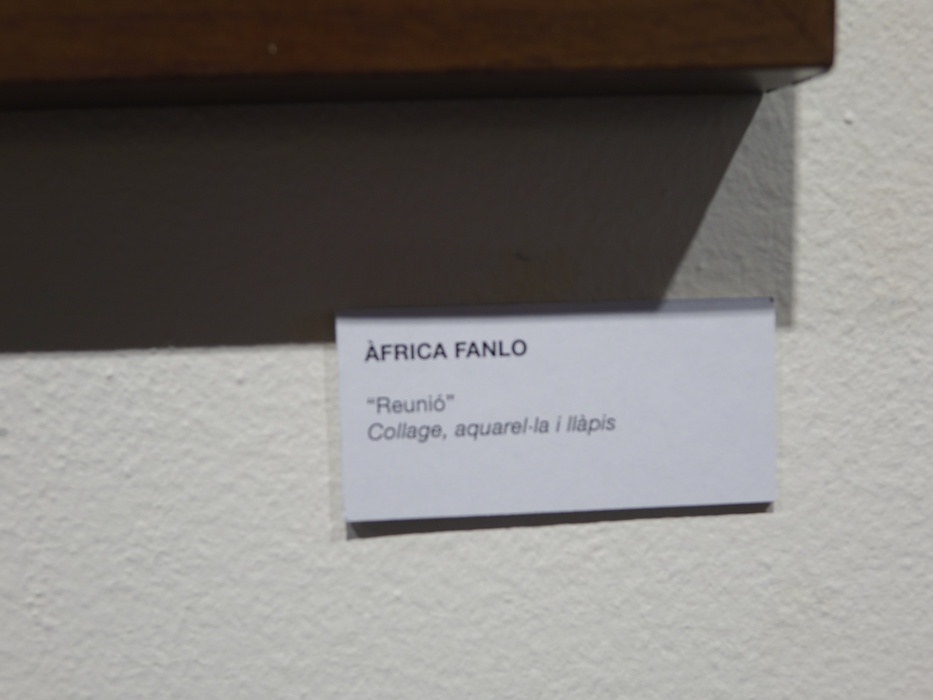 ÀFRICA FANLO
“Reunió”
Collage, aquarel·la i llàpis